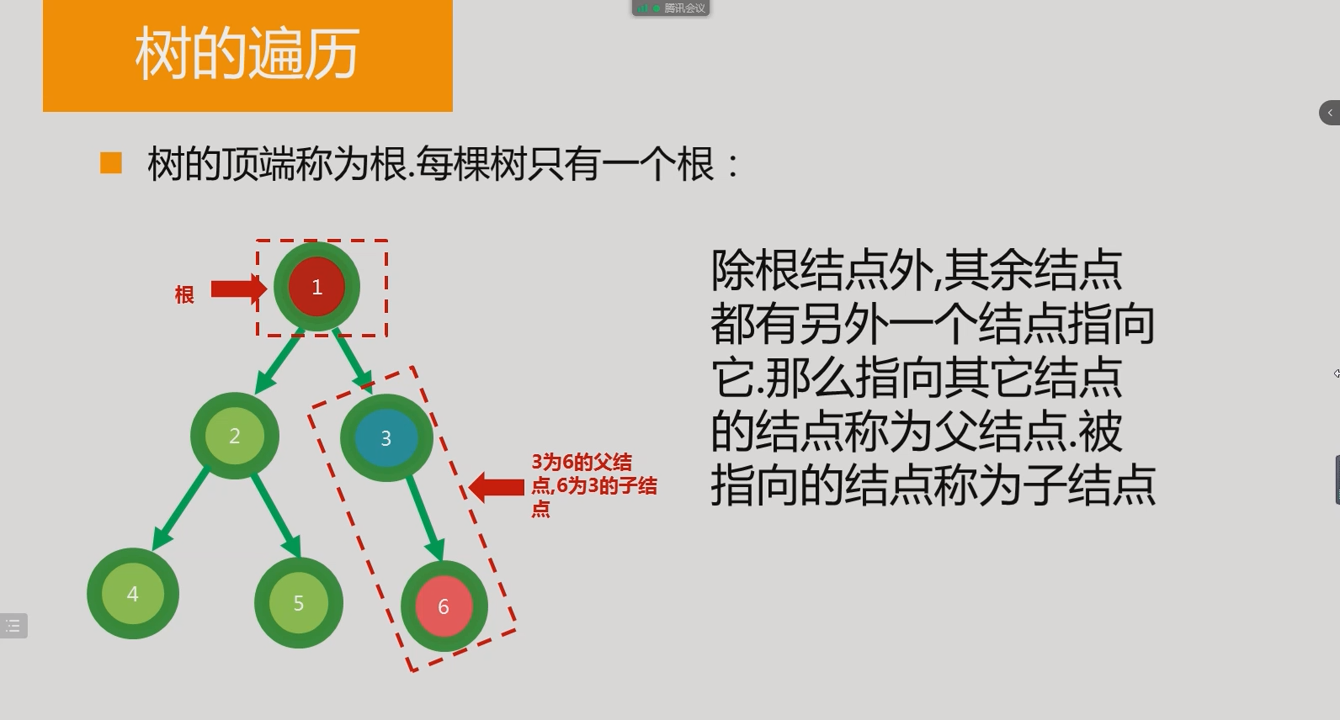 腾讯会议
树的遍历
树的顶端称为根.每棵树只有一个根：
根
1
2
3
4
5
6
3为6的父结
点,6为3的子结
点
除根结点外,其余结点
都有另外一个结点指向
它.那么指向其它结点
的结点称为父结点.被
指向的结点称为子结点